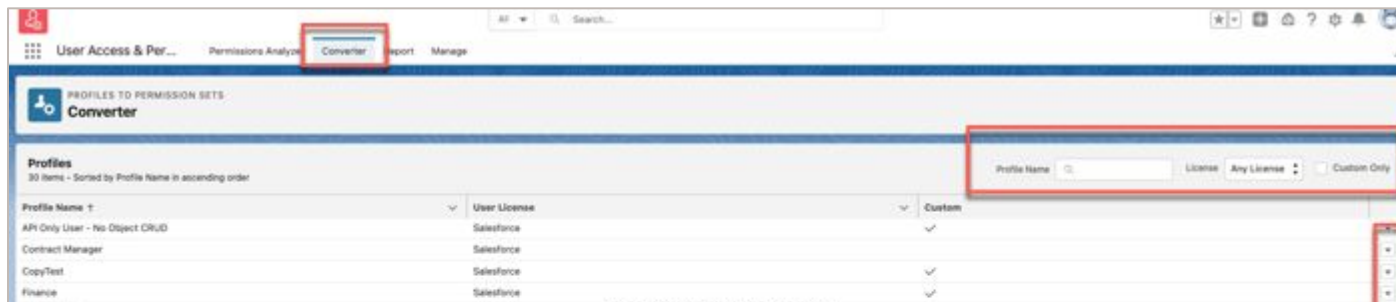 All Search...
User Access & Per... Permissions Analyze Converter eport Manage
PROFILES TO PERMISSION SETS
Converter
Profiles
30 items - Sorted by Profile Name in ascending order
Profile Name License Any License Custom Only
Profile Name ↑ User License Custom
API Only User - No Object CRUD Salesforce
Contract Manager Salesforce
CopyTest Salesforce
Finance Salesforce